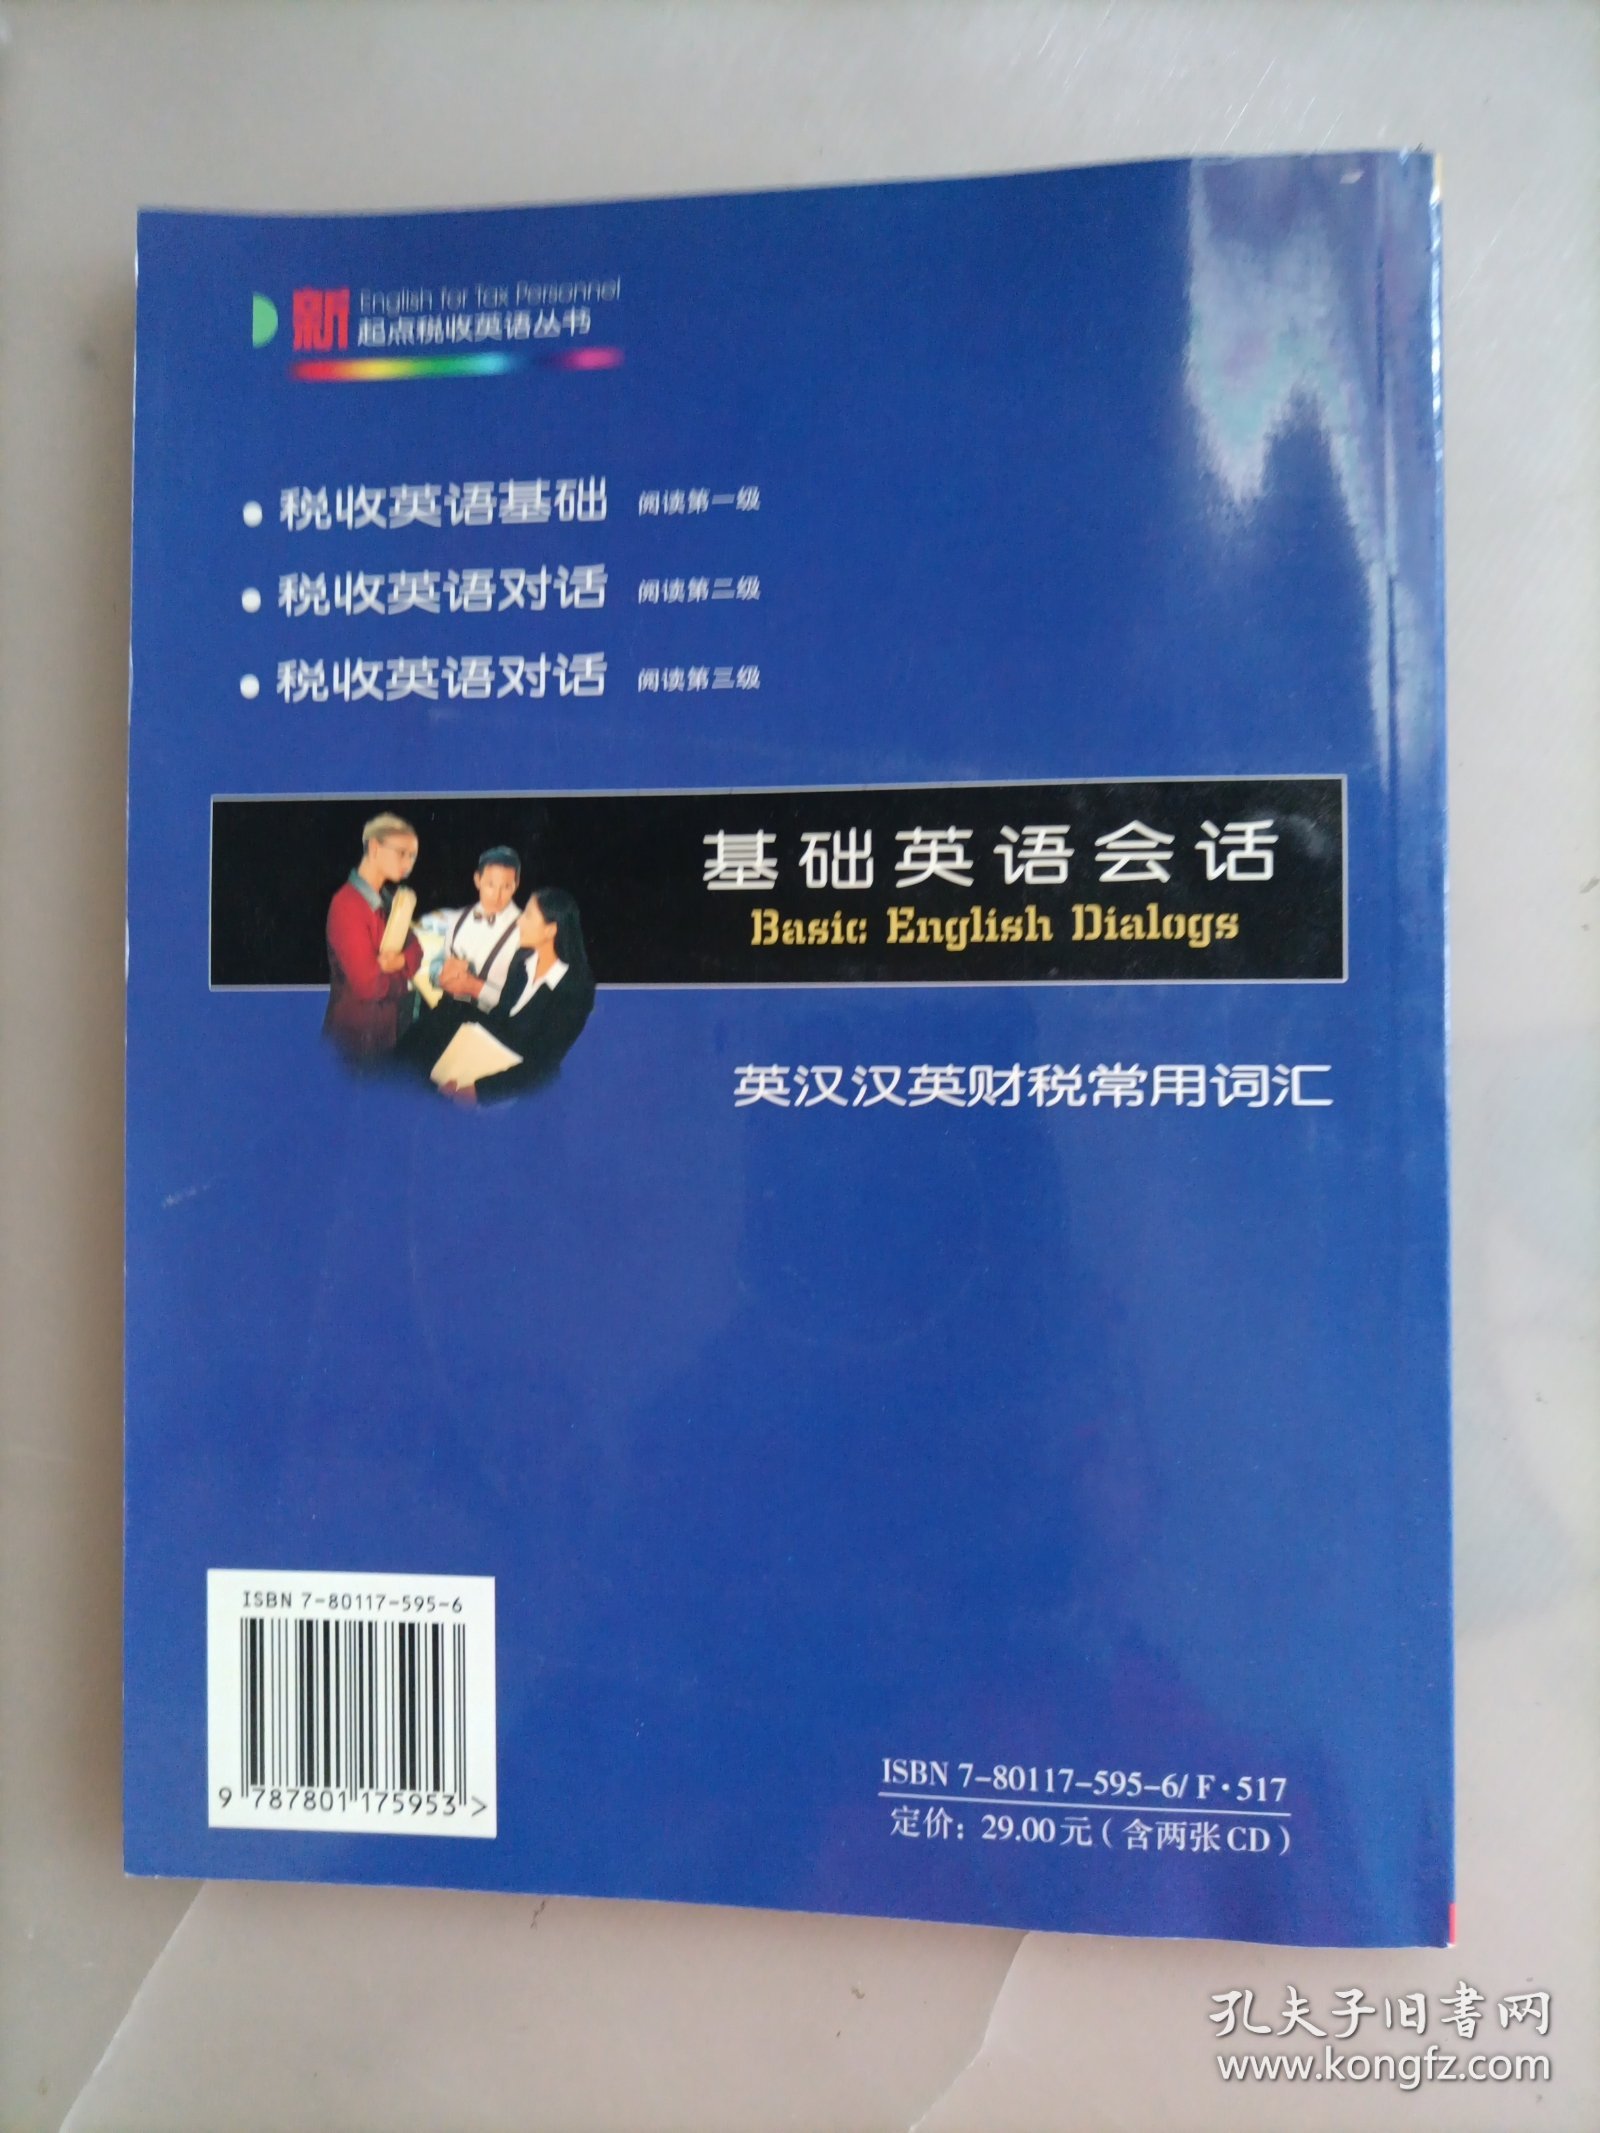 新
English for Tax Personnel
起点税收英语丛书
• 税收英语基础 阅读第一级
• 税收英语对话 阅读第二级
• 税收英语对话 阅读第三级
基础英语会话
Basic English Dialogs
英汉汉英财税常用词汇
ISBN 7-80117-595-6
9 787801 175953 >
ISBN 7-80117-595-6/F·517
定价：29.00元（含两张CD）
孔夫子旧书网
www.kongfz.com